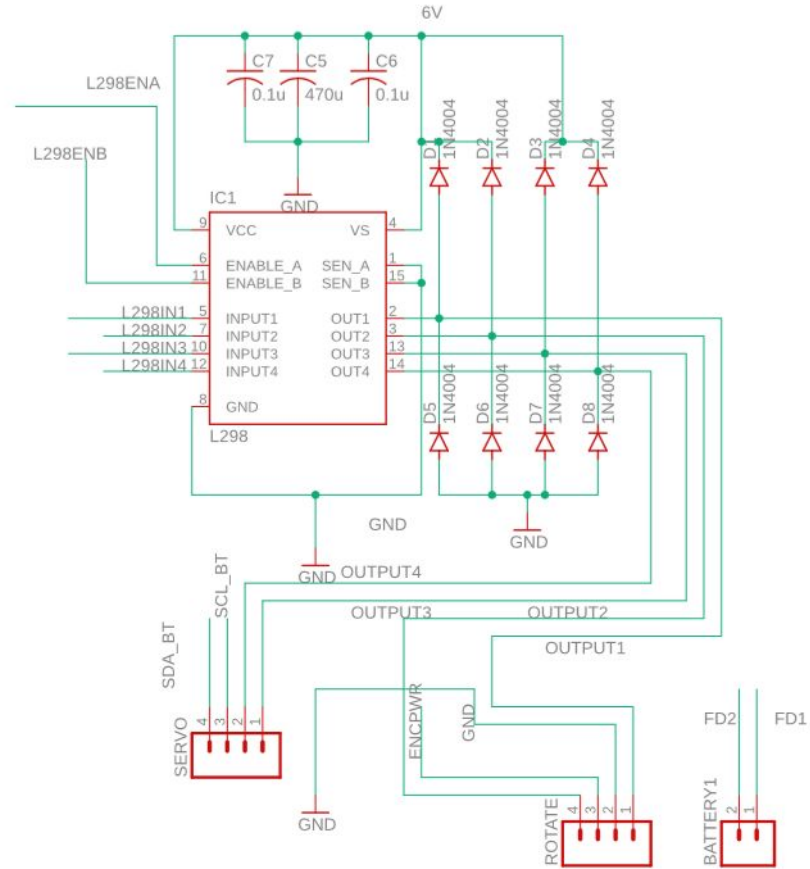 6V
C7
C5
C6
0.1u
470u
0.1u
L298ENA
L298ENB
GND
D1
1N4004
D2
1N4004
D3
1N4004
D4
1N4004
IC1
9
VCC
VS
4
6
ENABLE_A
SEN_A
1
11
ENABLE_B
SEN_B
15
L298IN1
5
INPUT1
OUT1
2
L298IN2
7
INPUT2
OUT2
3
L298IN3
10
INPUT3
OUT3
13
L298IN4
12
INPUT4
OUT4
14
8
GND
L298
D5
1N4004
D6
1N4004
D7
1N4004
D8
1N4004
GND
GND
GND
OUTPUT4
OUTPUT3
OUTPUT2
OUTPUT1
SDA_BT
SCL_BT
4
3
2
1
SERVO
ENCPWR
GND
GND
4
3
2
1
ROTATE
FD2
FD1
2
1
BATTERY1